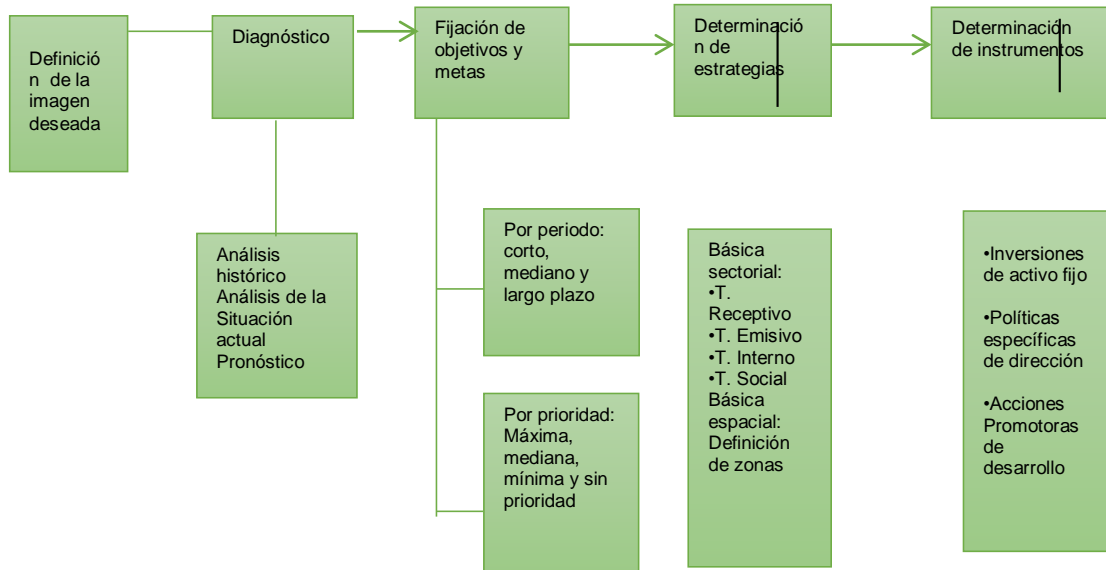 Definició
n  de la
imagen
deseada
Diagnóstico
Fijación de
objetivos y
metas
Determinació
n de
estrategias
Determinación
de instrumentos
Análisis
histórico
Análisis de la
Situación
actual
Pronóstico
Por periodo:
corto,
mediano y
largo plazo
Por prioridad:
Máxima,
mediana,
mínima y sin
prioridad
Básica
sectorial:
•T.
Receptivo
•T. Emisivo
•T. Interno
•T. Social
Básica
espacial:
Definición
de zonas
•Inversiones
de activo fijo
•Políticas
específicas
de dirección
•Acciones
Promotoras
de
desarrollo